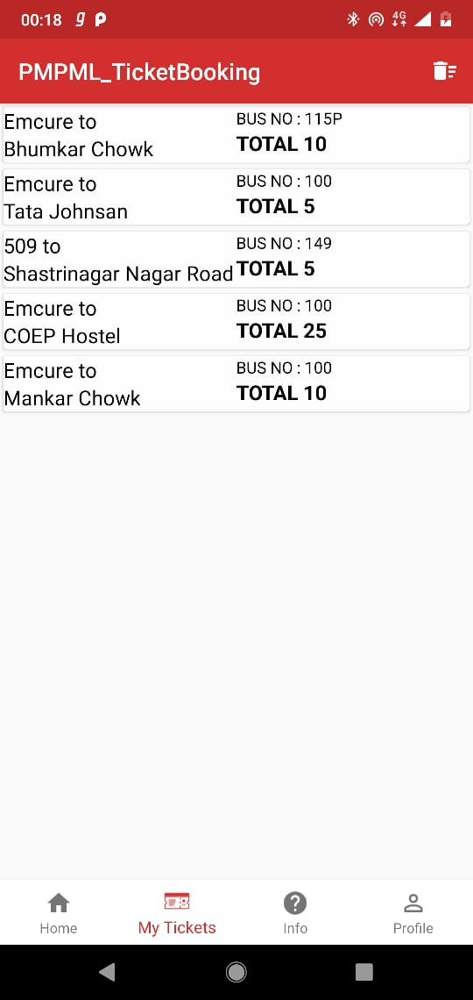 00:18 g P 4G
PMPML_TicketBooking
Emcure to
Bhumkar Chowk
BUS NO : 115P
TOTAL 10
Emcure to
Tata Johnsan
BUS NO : 100
TOTAL 5
509 to
Shastrinagar Nagar Road
BUS NO : 149
TOTAL 5
Emcure to
COEP Hostel
BUS NO : 100
TOTAL 25
Emcure to
Mankar Chowk
BUS NO : 100
TOTAL 10
Home
My Tickets
Info
Profile